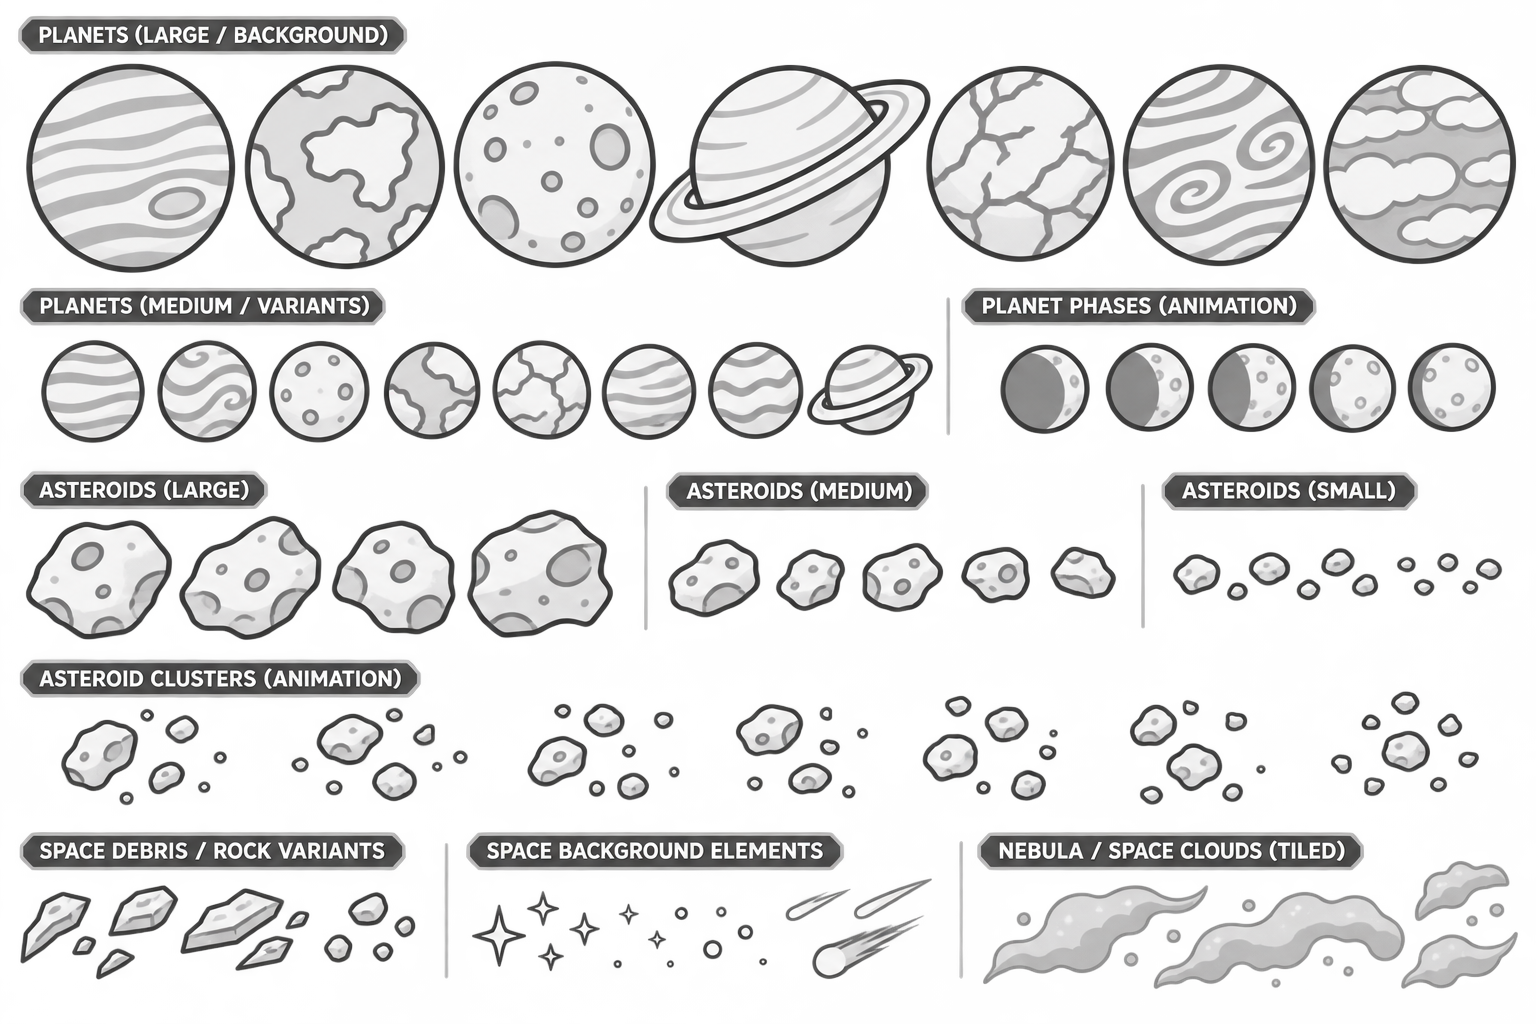 PLANETS (LARGE / BACKGROUND)
PLANETS (MEDIUM / VARIANTS)
PLANET PHASES (ANIMATION)
ASTEROIDS (LARGE)
ASTEROIDS (MEDIUM)
ASTEROIDS (SMALL)
ASTEROID CLUSTERS (ANIMATION)
SPACE DEBRIS / ROCK VARIANTS
SPACE BACKGROUND ELEMENTS
NEBULA / SPACE CLOUDS (TILED)